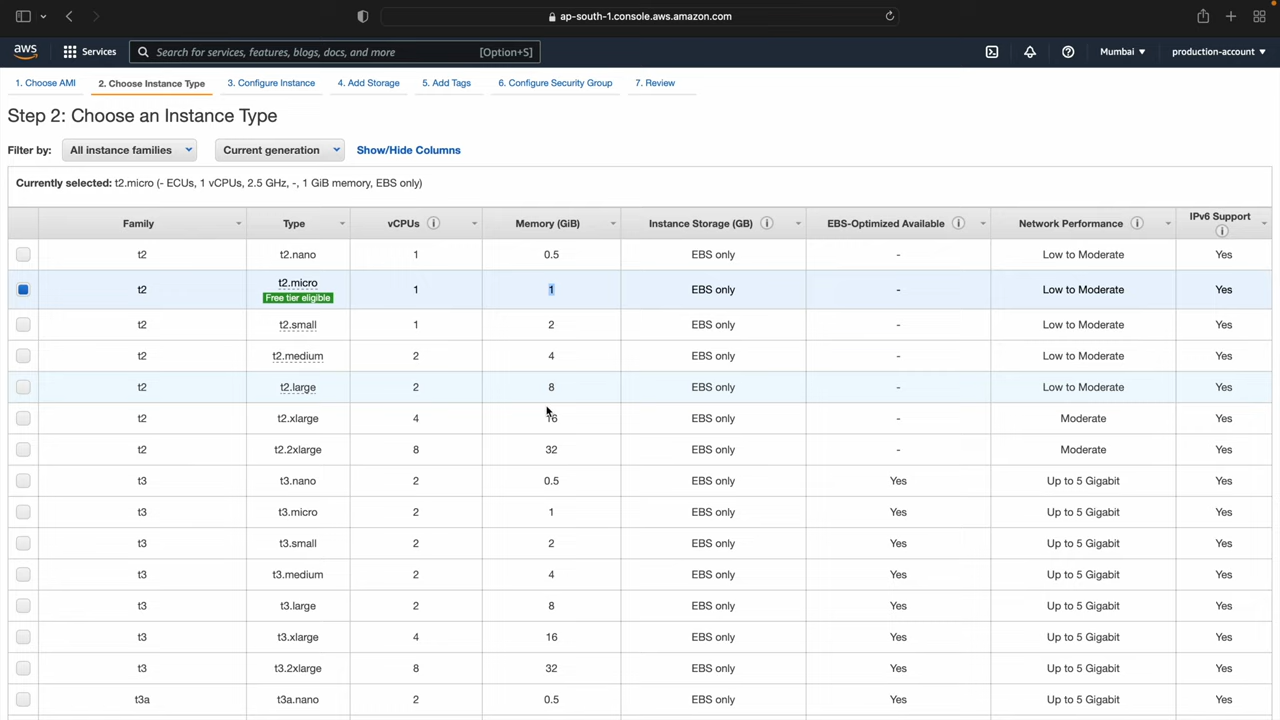 ap-south-1.console.aws.amazon.com
aws Services Search for services, features, blogs, docs, and more [Option+S] Mumbai production-account
1. Choose AMI 2. Choose Instance Type 3. Configure Instance 4. Add Storage 5. Add Tags 6. Configure Security Group 7. Review
Step 2: Choose an Instance Type
Filter by: All instance families Current generation Show/Hide Columns
Currently selected: t2.micro (- ECUs, 1 vCPUs, 2.5 GHz, -, 1 GiB memory, EBS only)
Family Type vCPUs Memory (GiB) Instance Storage (GB) EBS-Optimized Available Network Performance IPv6 Support
t2 t2.nano 1 0.5 EBS only - Low to Moderate Yes
t2 t2.micro 1 1 EBS only - Low to Moderate Yes
Free tier eligible
t2 t2.small 1 2 EBS only - Low to Moderate Yes
t2 t2.medium 2 4 EBS only - Low to Moderate Yes
t2 t2.large 2 8 EBS only - Low to Moderate Yes
t2 t2.xlarge 4 16 EBS only - Moderate Yes
t2 t2.2xlarge 8 32 EBS only - Moderate Yes
t3 t3.nano 2 0.5 EBS only Yes Up to 5 Gigabit Yes
t3 t3.micro 2 1 EBS only Yes Up to 5 Gigabit Yes
t3 t3.small 2 2 EBS only Yes Up to 5 Gigabit Yes
t3 t3.medium 2 4 EBS only Yes Up to 5 Gigabit Yes
t3 t3.large 2 8 EBS only Yes Up to 5 Gigabit Yes
t3 t3.xlarge 4 16 EBS only Yes Up to 5 Gigabit Yes
t3 t3.2xlarge 8 32 EBS only Yes Up to 5 Gigabit Yes
t3a t3a.nano 2 0.5 EBS only Yes Up to 5 Gigabit Yes